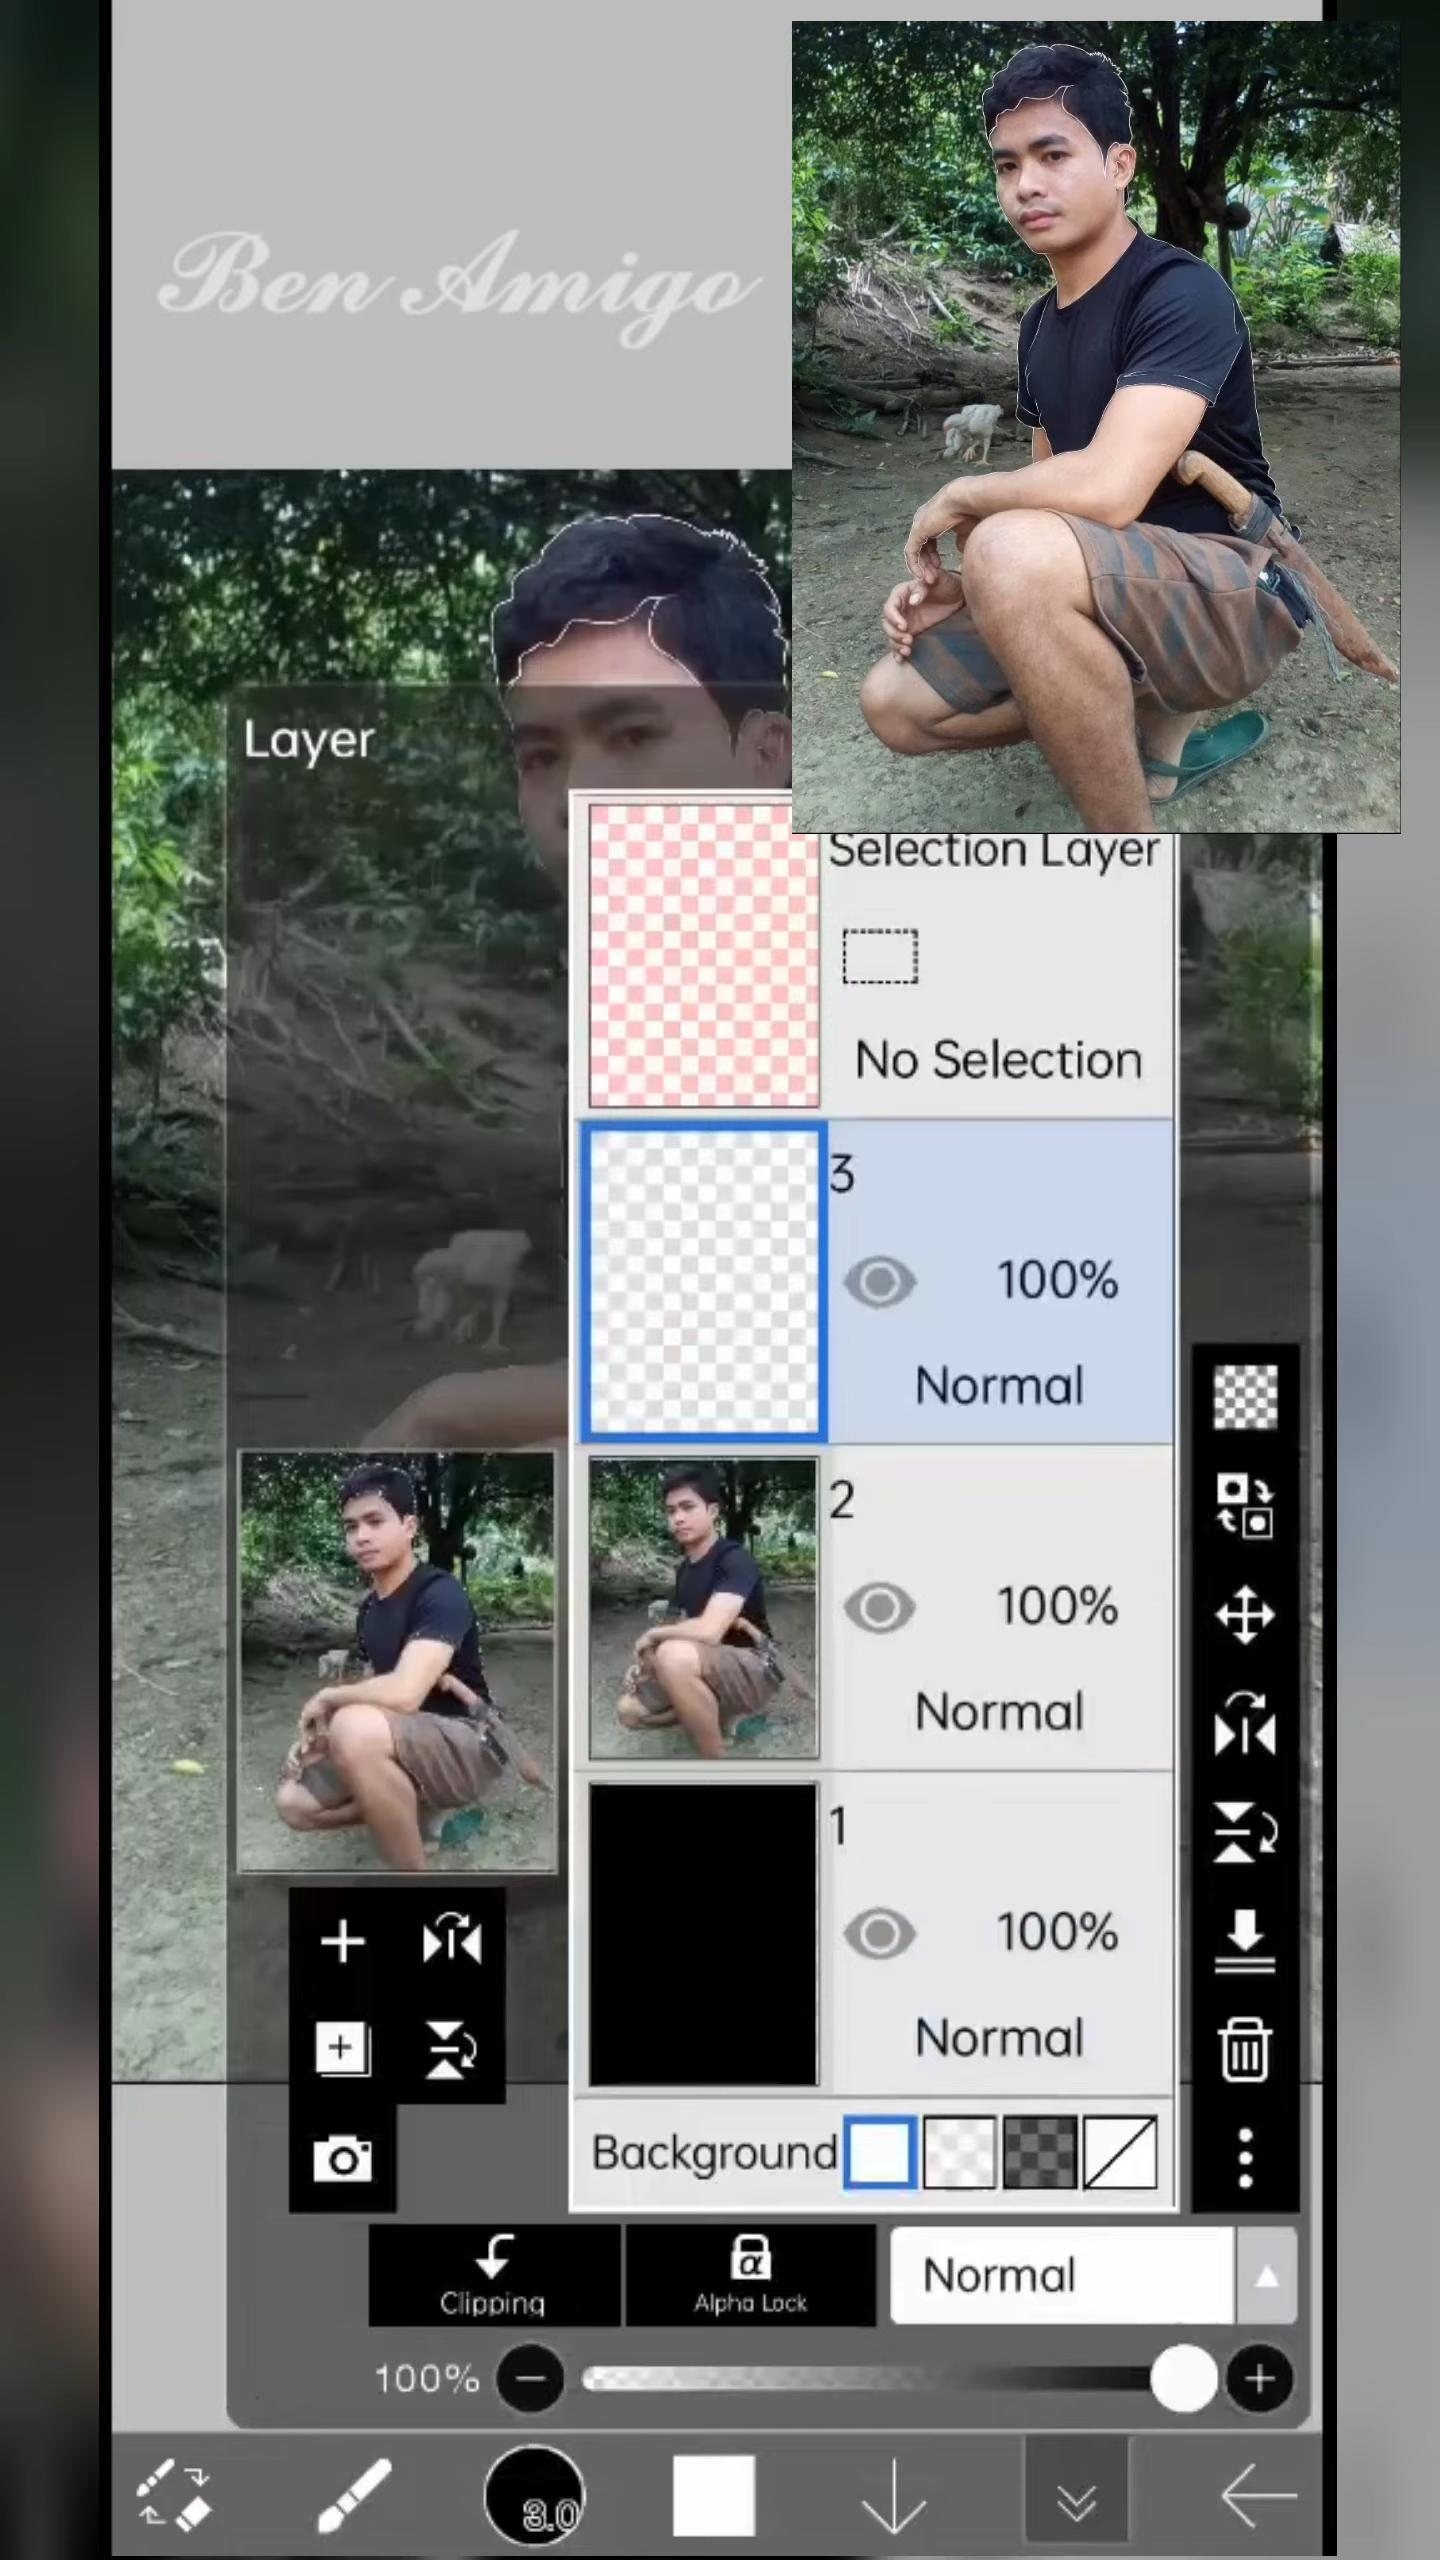 Ben Amigo
Layer
Selection Layer
No Selection
3
100%
Normal
2
100%
Normal
1
100%
Normal
Background
Clipping
α
Alpha Lock
Normal
100%
3.0